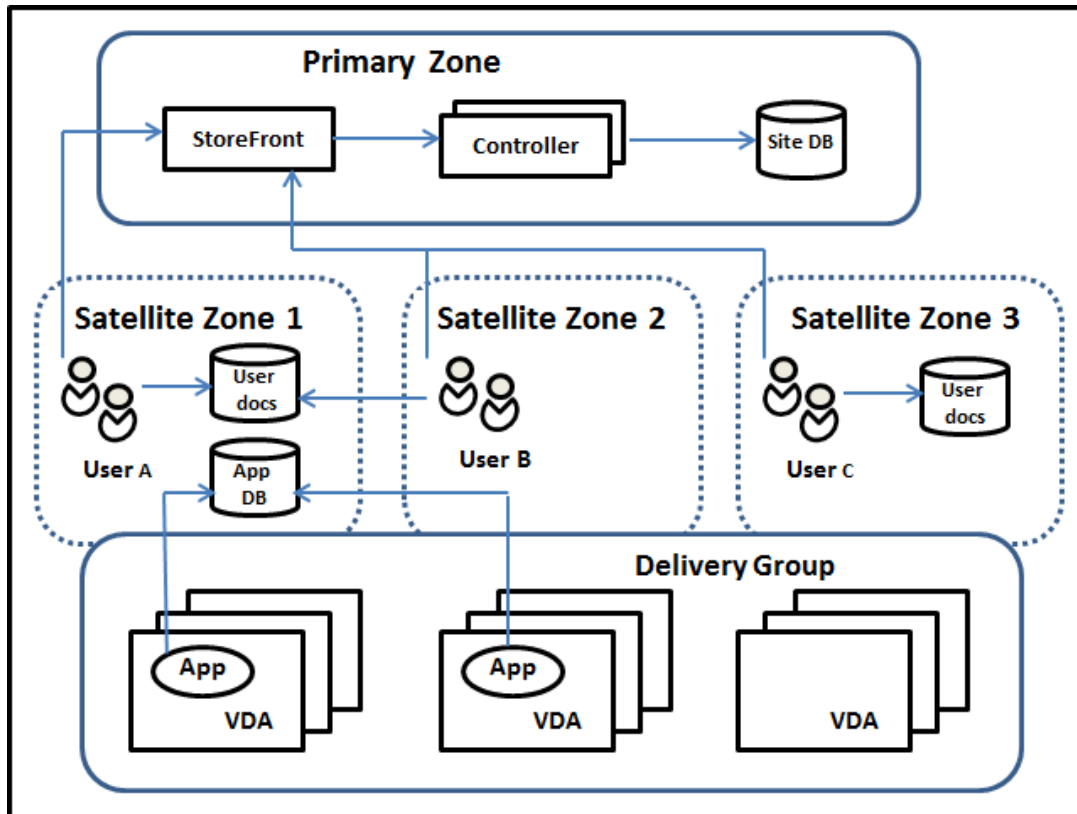 Primary Zone
StoreFront
Controller
Site DB
Satellite Zone 1
Satellite Zone 2
Satellite Zone 3
User
docs
User
docs
User A
User B
User C
App
DB
Delivery Group
App
VDA
App
VDA
VDA